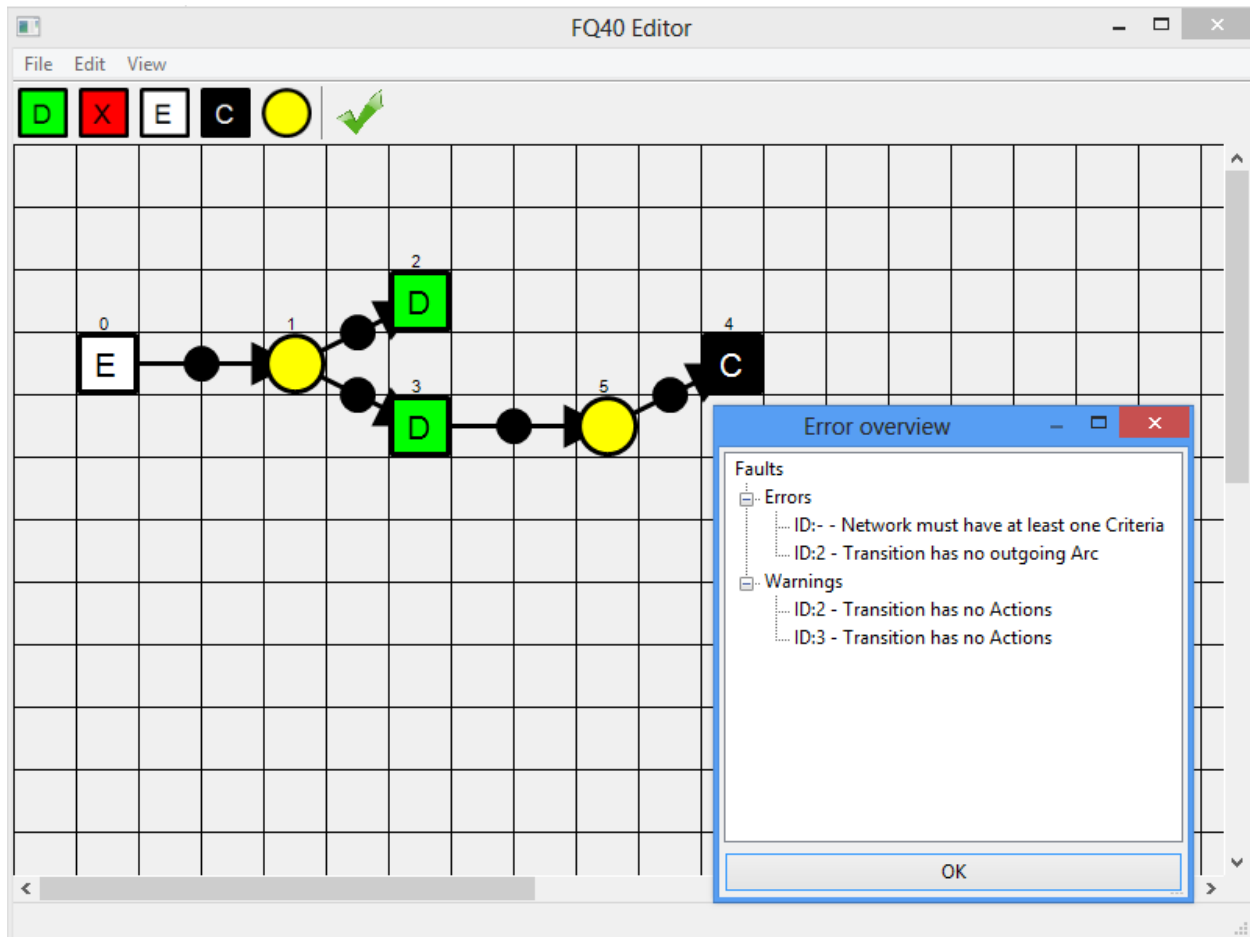 FQ40 Editor
File Edit View
D X E C
2
D
0 1 4
E C
3 5
D
Error overview
Faults
Errors
ID:- - Network must have at least one Criteria
ID:2 - Transition has no outgoing Arc
Warnings
ID:2 - Transition has no Actions
ID:3 - Transition has no Actions
OK